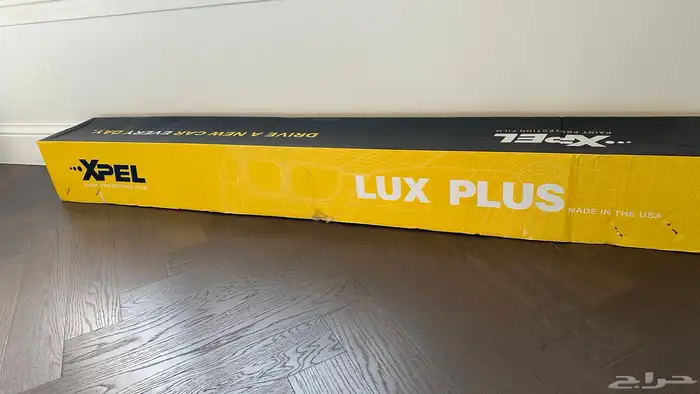 DRIVE A NEW CAR EVERY DAY.
XPEL
PAINT PROTECTION FILM
XPEL
PAINT PROTECTION FILM
LUX PLUS
MADE IN THE USA
حراج